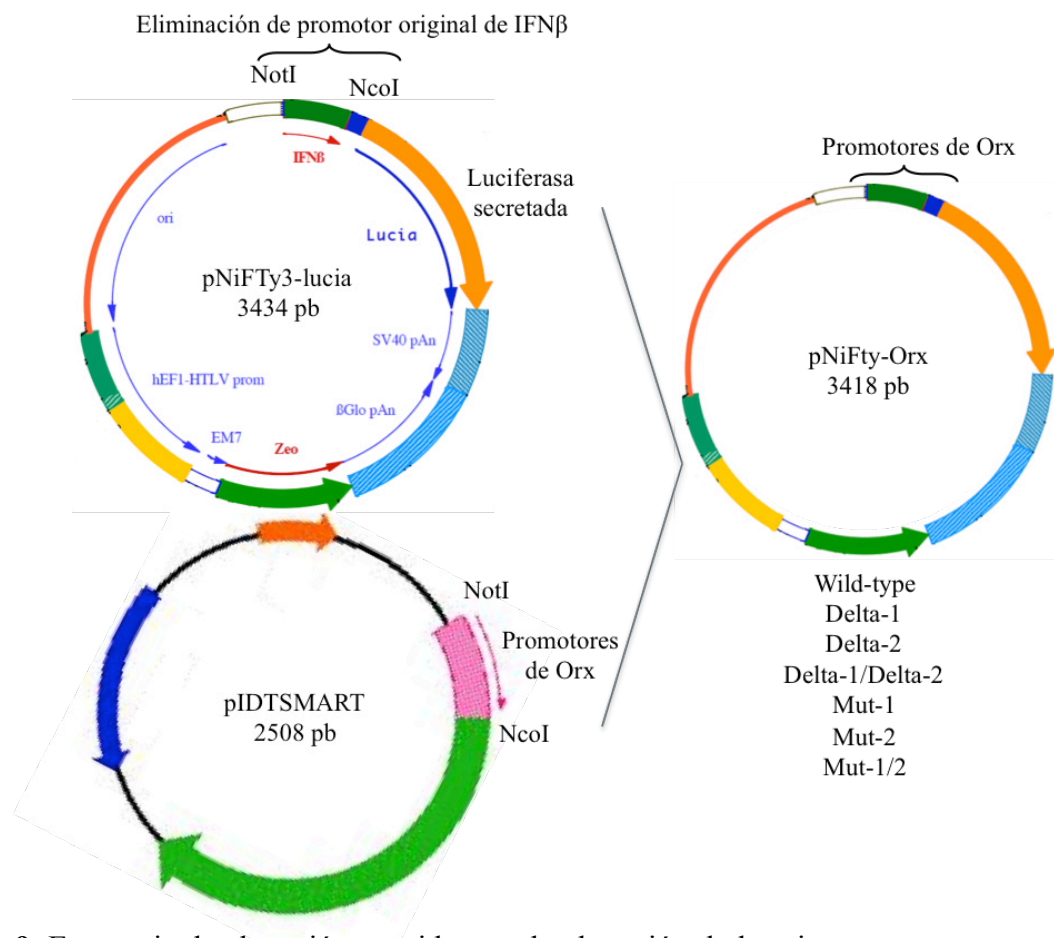 Eliminación de promotor original de IFNβ
NotI
NcoI
IFNß
Luciferasa
secretada
ori
Lucia
pNiFTy3-lucia
3434 pb
SV40 pAn
hEF1-HTLV prom
ßGlo pAn
EM7
Zeo
Promotores de Orx
pNiFty-Orx
3418 pb
NotI
Promotores
de Orx
pIDTSMART
2508 pb
NcoI
Wild-type
Delta-1
Delta-2
Delta-1/Delta-2
Mut-1
Mut-2
Mut-1/2